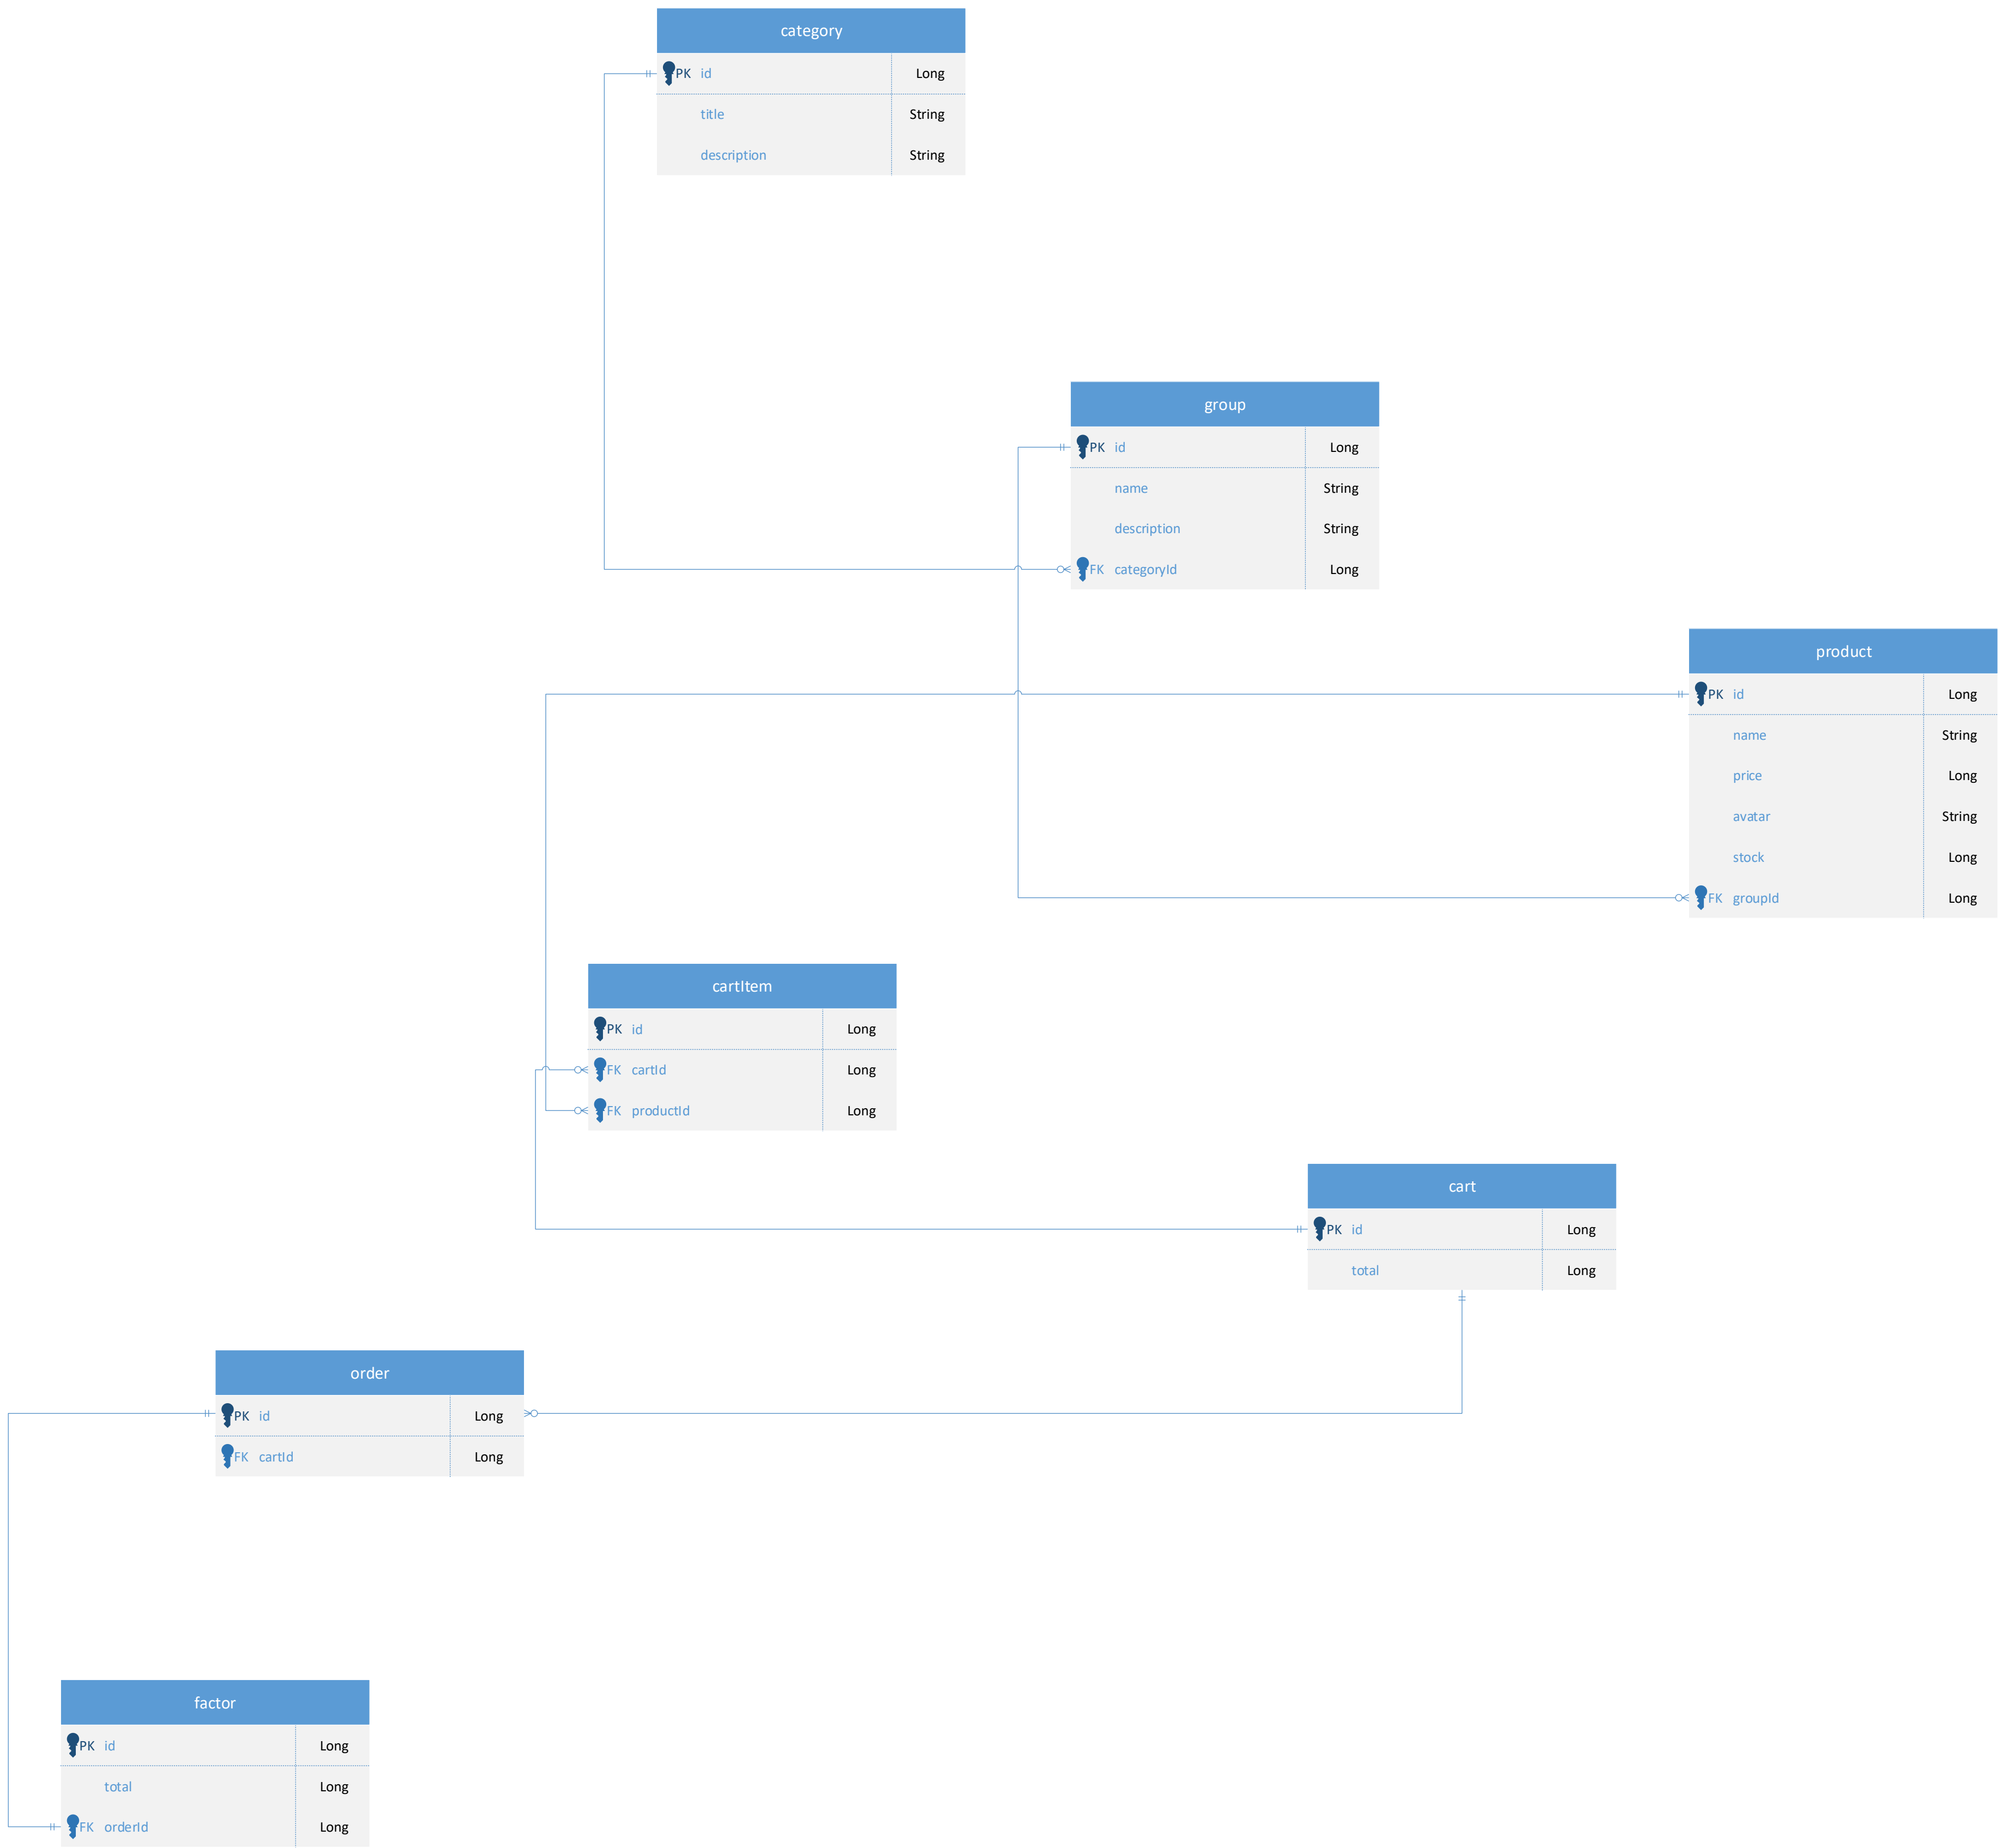 category
PK id Long
title String
description String
group
PK id Long
name String
description String
FK categoryId Long
product
PK id Long
name String
price Long
avatar String
stock Long
FK groupId Long
cartItem
PK id Long
FK cartId Long
FK productId Long
cart
PK id Long
total Long
order
PK id Long
FK cartId Long
factor
PK id Long
total Long
FK orderId Long